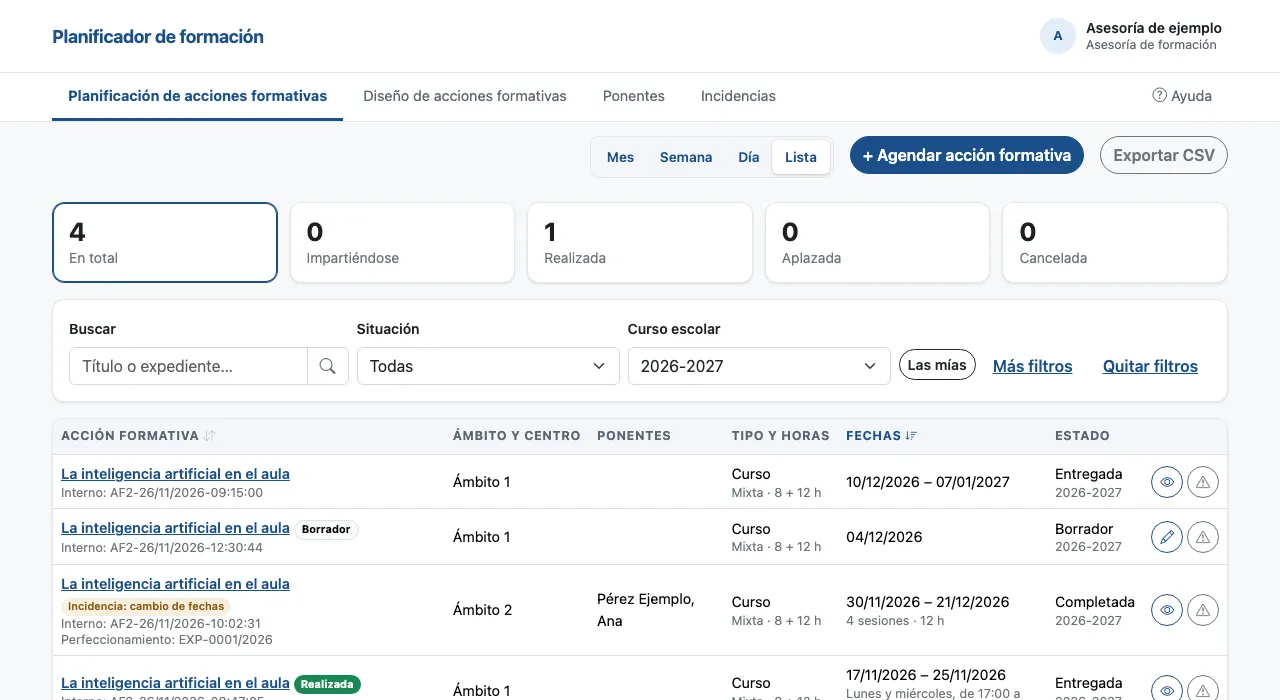 Planificador de formación
A
Asesoría de ejemplo
Asesoría de formación
Planificación de acciones formativas
Diseño de acciones formativas
Ponentes
Incidencias
Ayuda
Mes
Semana
Día
Lista
+ Agendar acción formativa
Exportar CSV
4
En total
0
Impartiéndose
1
Realizada
0
Aplazada
0
Cancelada
Buscar
Título o expediente...
Situación
Todas
Curso escolar
2026-2027
Las mías
Más filtros
Quitar filtros
ACCIÓN FORMATIVA
ÁMBITO Y CENTRO
PONENTES
TIPO Y HORAS
FECHAS
ESTADO
La inteligencia artificial en el aula
Interno: AF2-26/11/2026-09:15:00
Ámbito 1
Curso
Mixta · 8 + 12 h
10/12/2026 – 07/01/2027
Entregada
2026-2027
La inteligencia artificial en el aula Borrador
Interno: AF2-26/11/2026-12:30:44
Ámbito 1
Curso
Mixta · 8 + 12 h
04/12/2026
Borrador
2026-2027
La inteligencia artificial en el aula
Incidencia: cambio de fechas
Interno: AF2-26/11/2026-10:02:31
Perfeccionamiento: EXP-0001/2026
Ámbito 2
Pérez Ejemplo,
Ana
Curso
Mixta · 8 + 12 h
30/11/2026 – 21/12/2026
4 sesiones · 12 h
Completada
2026-2027
La inteligencia artificial en el aula Realizada
Ámbito 1
Curso
17/11/2026 – 25/11/2026
Lunes y miércoles, de 17:00 a
Entregada